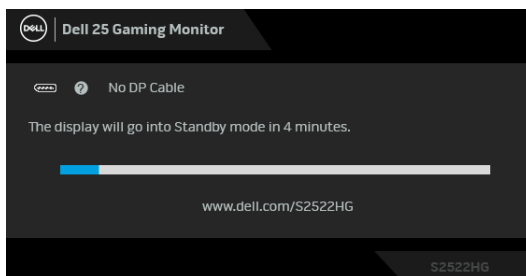 DELL
Dell 25 Gaming Monitor
? No DP Cable
The display will go into Standby mode in 4 minutes.
www.dell.com/S2522HG
S2522HG